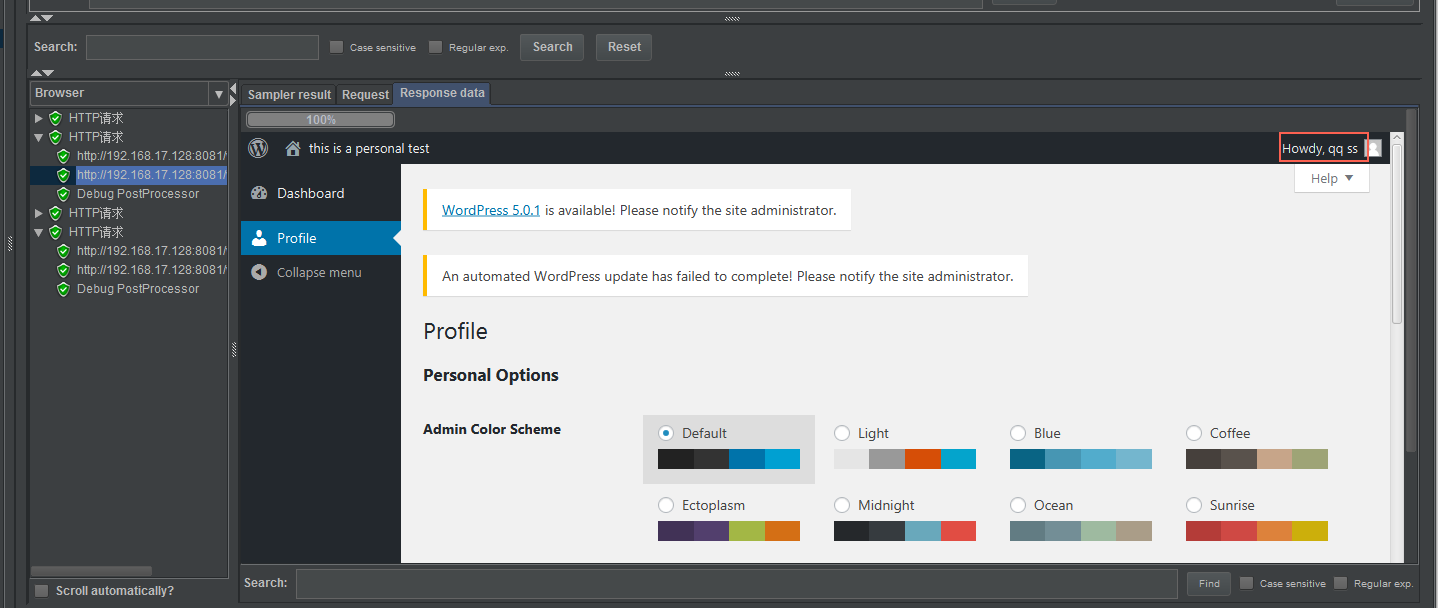 Search:
Case sensitive
Regular exp.
Search
Reset
Browser
HTTP请求
HTTP请求
http://192.168.17.128:8081/
http://192.168.17.128:8081/
Debug PostProcessor
HTTP请求
HTTP请求
http://192.168.17.128:8081/
http://192.168.17.128:8081/
Debug PostProcessor
Scroll automatically?
Sampler result
Request
Response data
100%
this is a personal test
Howdy, qq ss
Help
Dashboard
Profile
Collapse menu
WordPress 5.0.1 is available! Please notify the site administrator.
An automated WordPress update has failed to complete! Please notify the site administrator.
Profile
Personal Options
Admin Color Scheme
Default
Light
Blue
Coffee
Ectoplasm
Midnight
Ocean
Sunrise
Search:
Find
Case sensitive
Regular exp.